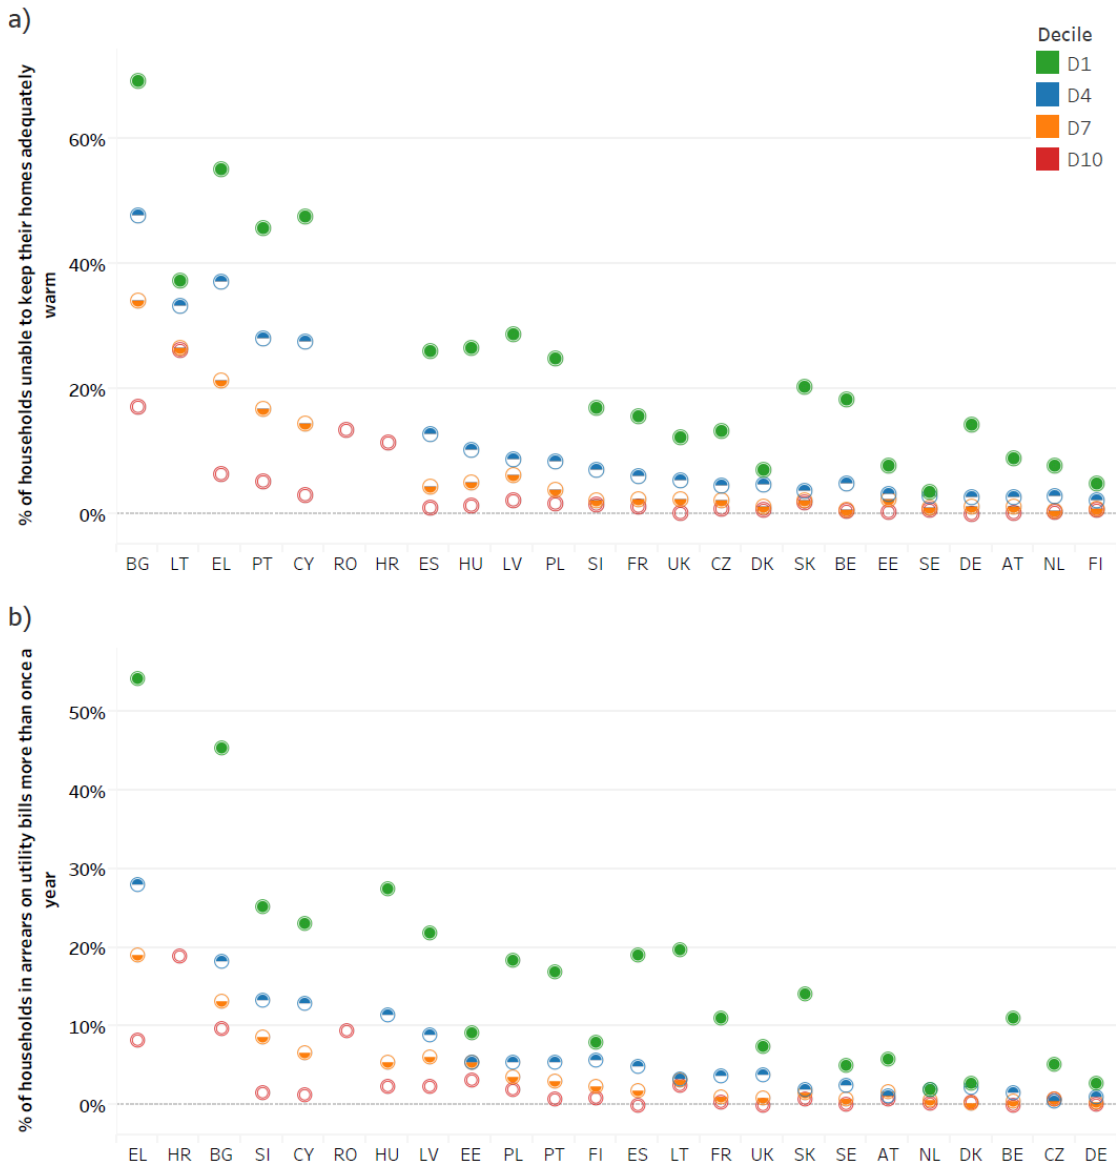 a)
Decile
D1
D4
D7
D10
% of households unable to keep their homes adequately
warm
60%
40%
20%
0%
BG LT EL PT CY RO HR ES HU LV PL SI FR UK CZ DK SK BE EE SE DE AT NL FI
b)
% of households in arrears on utility bills more than once a
year
50%
40%
30%
20%
10%
0%
EL HR BG SI CY RO HU LV EE PL PT FI ES LT FR UK SK SE AT NL DK BE CZ DE